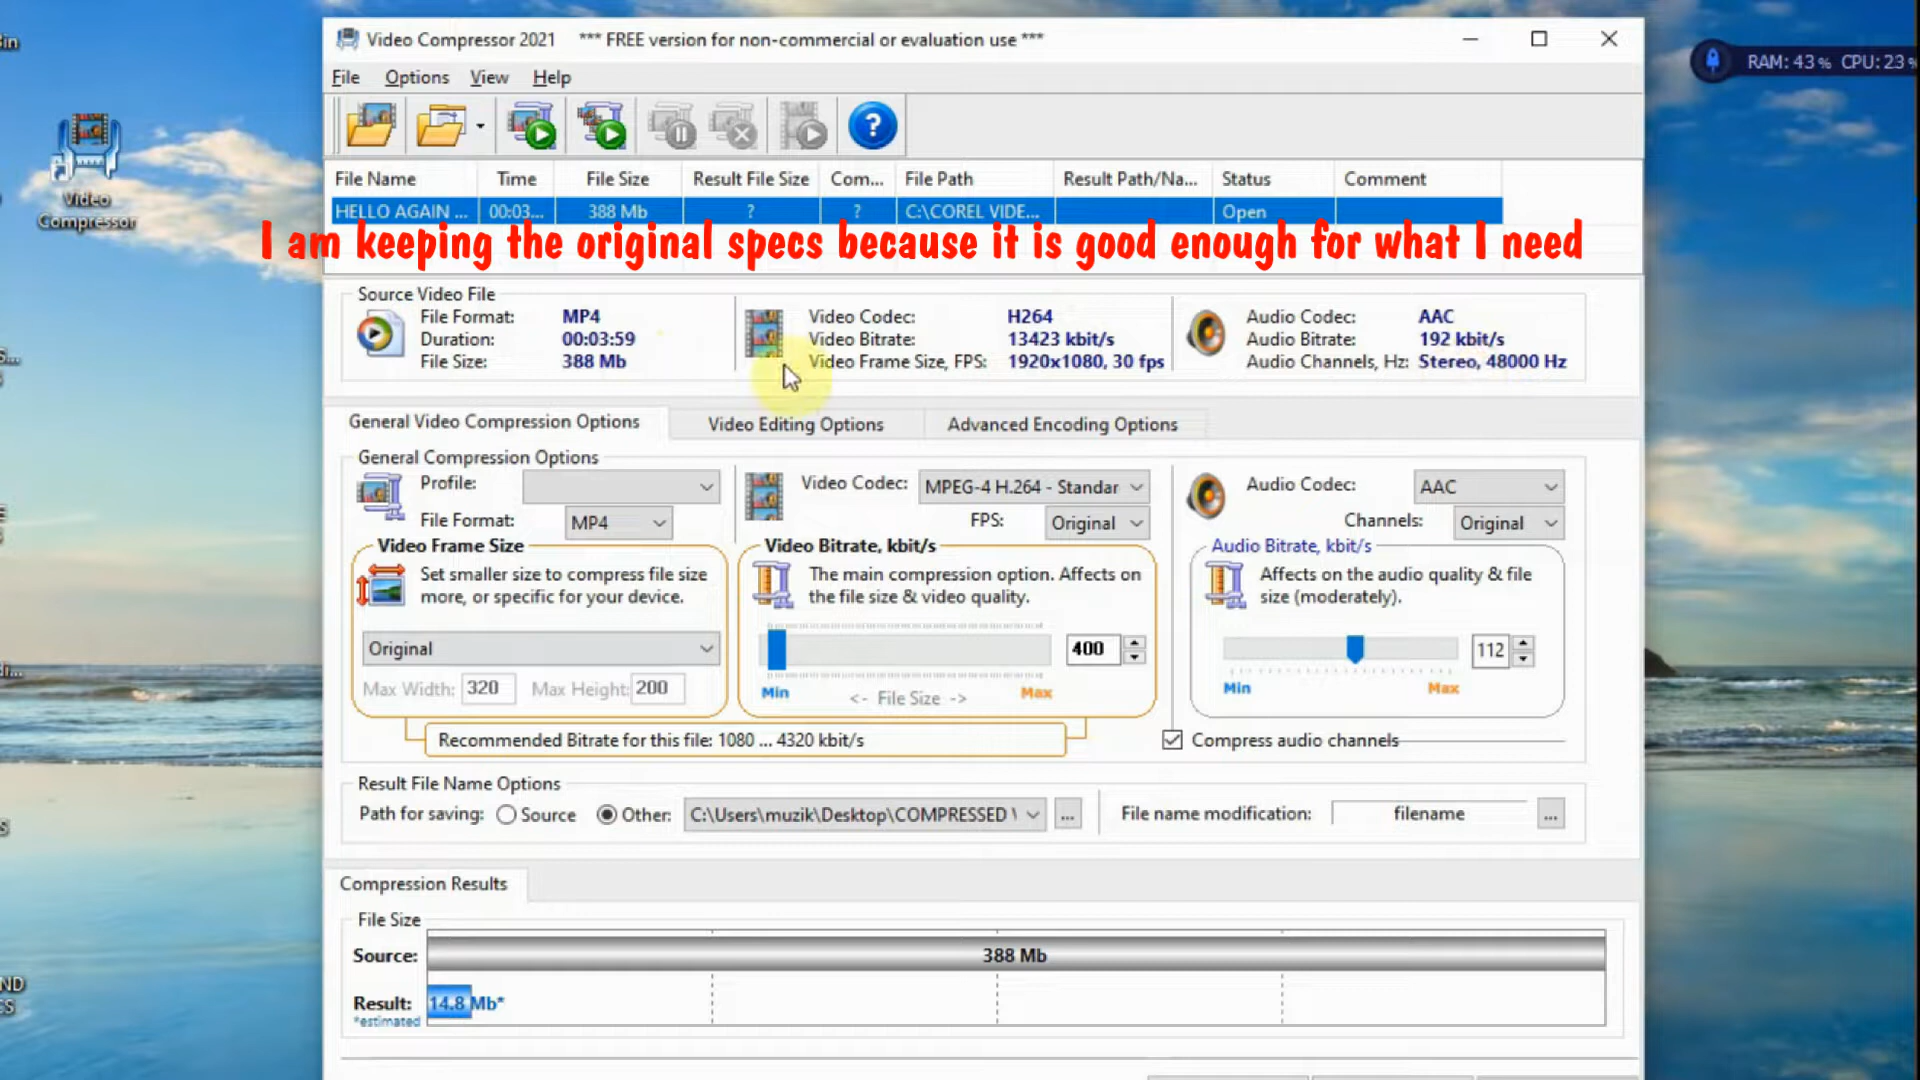 Video Compressor 2021 *** FREE version for non-commercial or evaluation use ***
RAM: 43 % CPU: 23 %
File Options View Help
Video
Compressor
File Name Time File Size Result File Size Com... File Path Result Path/Na... Status Comment
HELLO AGAIN ... 00:03... 388 Mb ? ? C:\COREL VIDE... Open
I am keeping the original specs because it is good enough for what I need
Source Video File
File Format: MP4 Video Codec: H264 Audio Codec: AAC
Duration: 00:03:59 Video Bitrate: 13423 kbit/s Audio Bitrate: 192 kbit/s
File Size: 388 Mb Video Frame Size, FPS: 1920x1080, 30 fps Audio Channels, Hz: Stereo, 48000 Hz
General Video Compression Options Video Editing Options Advanced Encoding Options
General Compression Options
Profile: Video Codec: MPEG-4 H.264 - Standar Audio Codec: AAC
File Format: MP4 FPS: Original Channels: Original
Video Frame Size Video Bitrate, kbit/s Audio Bitrate, kbit/s
Set smaller size to compress file size The main compression option. Affects on Affects on the audio quality & file
more, or specific for your device. the file size & video quality. size (moderately).
Original 400 112
Max Width: 320 Max Height: 200 Min <- File Size -> Max Min Max
Recommended Bitrate for this file: 1080 ... 4320 kbit/s Compress audio channels
Result File Name Options
Path for saving: Source Other: C:\Users\muzik\Desktop\COMPRESSED \ ... File name modification: filename ...
Compression Results
File Size
Source: 388 Mb
Result: 14.8 Mb*
*estimated